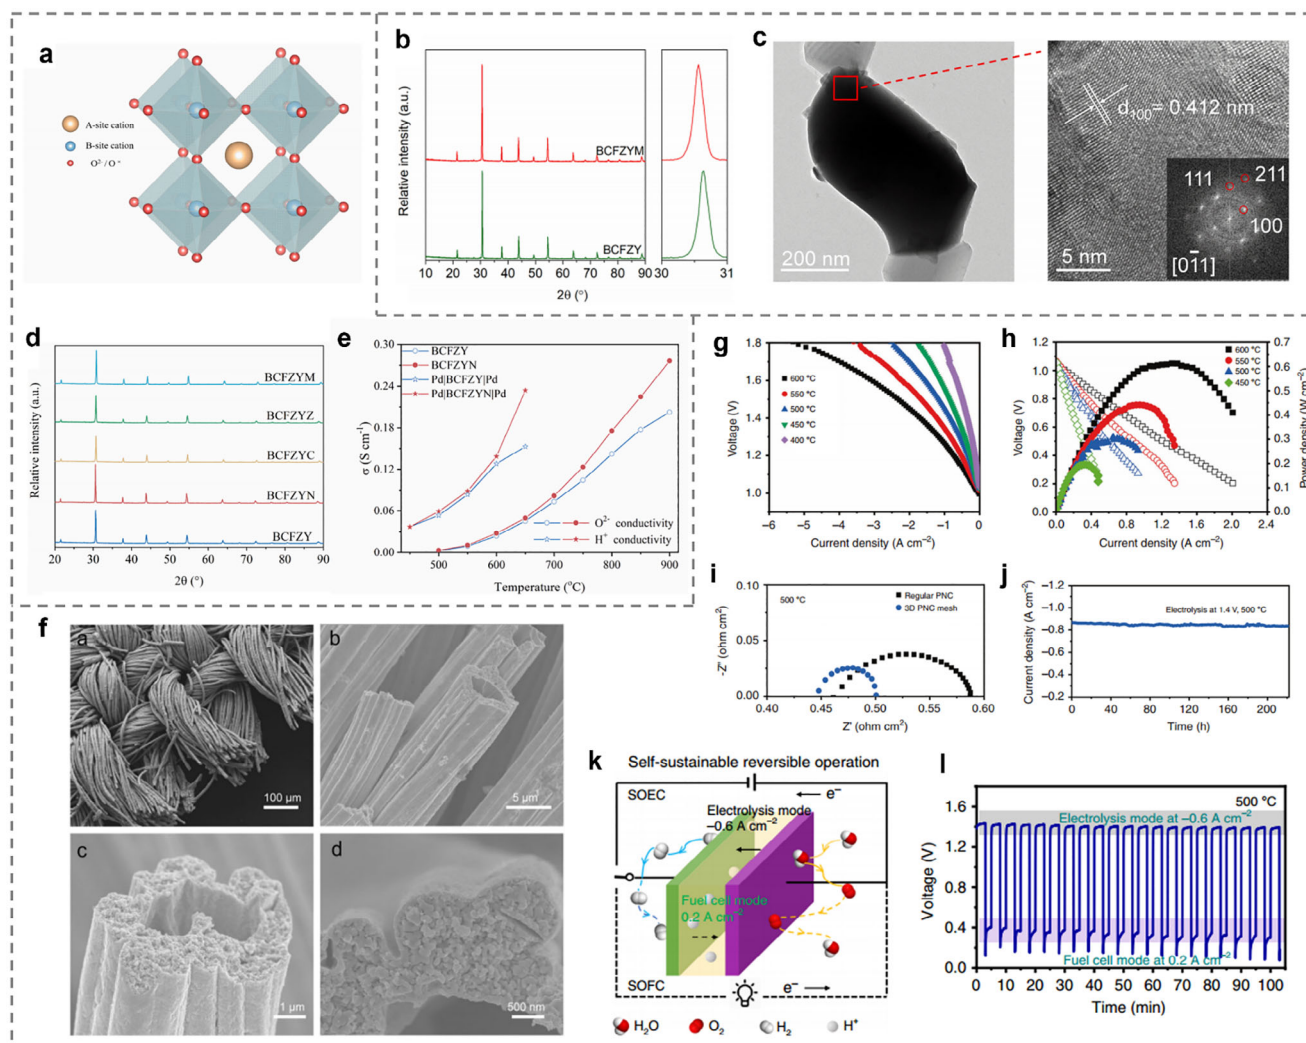 a
A-site cation
B-site cation
O²⁻/ O⁻
b
Relative intensity (a.u.)
BCFZYM
BCFZY
10 20 30 40 50 60 70 80 90
30 31
2θ (°)
c
200 nm
d₁₀₀= 0.412 nm
111
211
100
5 nm
[01̄1]
d
Relative intensity (a.u.)
BCFZYM
BCFZYZ
BCFZYC
BCFZYN
BCFZY
20 30 40 50 60 70 80 90
2θ (°)
e
σ (S cm⁻¹)
0.30
0.24
0.18
0.12
0.06
0.00
BCFZY
BCFZYN
Pd|BCFZY|Pd
Pd|BCFZYN|Pd
O²⁻ conductivity
H⁺ conductivity
500 600 700 800 900
Temperature (°C)
g
Voltage (V)
1.8
1.6
1.4
1.2
1.0
600 °C
550 °C
500 °C
450 °C
400 °C
−6 −5 −4 −3 −2 −1 0
Current density (A cm⁻²)
h
Voltage (V)
1.2
1.0
0.8
0.6
0.4
0.2
0.0
600 °C
550 °C
500 °C
450 °C
0.7
0.6
0.5
0.4
0.3
0.2
0.1
0.0
Power density (W cm⁻²)
0.0 0.4 0.8 1.2 1.6 2.0 2.4
Current density (A cm⁻²)
i
-Z" (ohm cm²)
0.10
0.05
0.00
500 °C
Regular PNC
3D PNC mesh
0.40 0.45 0.50 0.55 0.60
Z' (ohm cm²)
j
Current density (A cm⁻²)
−1.2
−1.0
−0.8
−0.6
−0.4
−0.2
Electrolysis at 1.4 V, 500 °C
0 40 80 120 160 200
Time (h)
f
a
100 µm
b
5 µm
c
1 µm
d
500 nm
k
Self-sustainable reversible operation
SOEC
e⁻
Electrolysis mode
−0.6 A cm⁻²
Fuel cell mode
0.2 A cm⁻²
SOFC
e⁻
H₂O
O₂
H₂
H⁺
l
Voltage (V)
1.6
1.2
0.8
0.4
0.0
500 °C
Electrolysis mode at −0.6 A cm⁻²
Fuel cell mode at 0.2 A cm⁻²
0 10 20 30 40 50 60 70 80 90 100
Time (min)